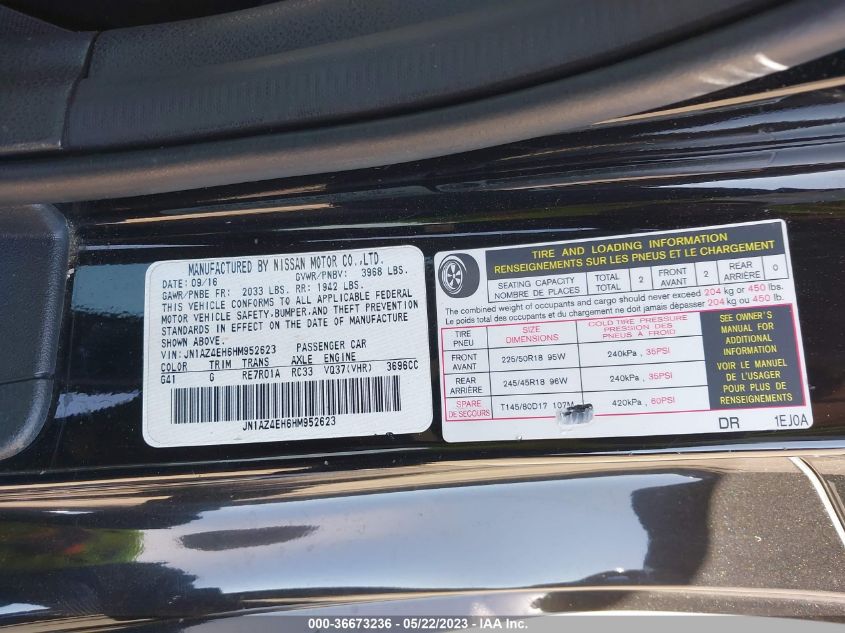 MANUFACTURED BY NISSAN MOTOR CO.,LTD.
DATE: 09/16 GVWR/PNBV: 3968 LBS.
GAWR/PNBE FR: 2033 LBS. RR: 1942 LBS.
THIS VEHICLE CONFORMS TO ALL APPLICABLE FEDERAL
MOTOR VEHICLE SAFETY,BUMPER,AND THEFT PREVENTION
STANDARDS IN EFFECT ON THE DATE OF MANUFACTURE
SHOWN ABOVE.
VIN:JN1AZ4EH6HM952623 PASSENGER CAR
COLOR TRIM TRANS AXLE ENGINE
G41 G RE7R01A RC33 VQ37(VHR) 3696CC
JN1AZ4EH6HM952623
TIRE AND LOADING INFORMATION
RENSEIGNEMENTS SUR LES PNEUS ET LE CHARGEMENT
SEATING CAPACITY TOTAL 2 FRONT 2 REAR 0
NOMBRE DE PLACES TOTAL AVANT ARRIÈRE
The combined weight of occupants and cargo should never exceed 204 kg or 450 lbs.
Le poids total des occupants et du chargement ne doit jamais dépasser 204 kg ou 450 lb.
TIRE PNEU SIZE DIMENSIONS COLD TIRE PRESSURE PRESSION DES PNEUS À FROID
FRONT AVANT 225/50R18 95W 240kPa , 35PSI
REAR ARRIÈRE 245/45R18 96W 240kPa , 35PSI
SPARE DE SECOURS T145/80D17 107M 420kPa , 60PSI
SEE OWNER'S
MANUAL FOR
ADDITIONAL
INFORMATION
VOIR LE MANUEL
DE L'USAGER
POUR PLUS DE
RENSEIGNEMENTS
DR 1EJ0A
000-36673236 - 05/22/2023 - IAA Inc.